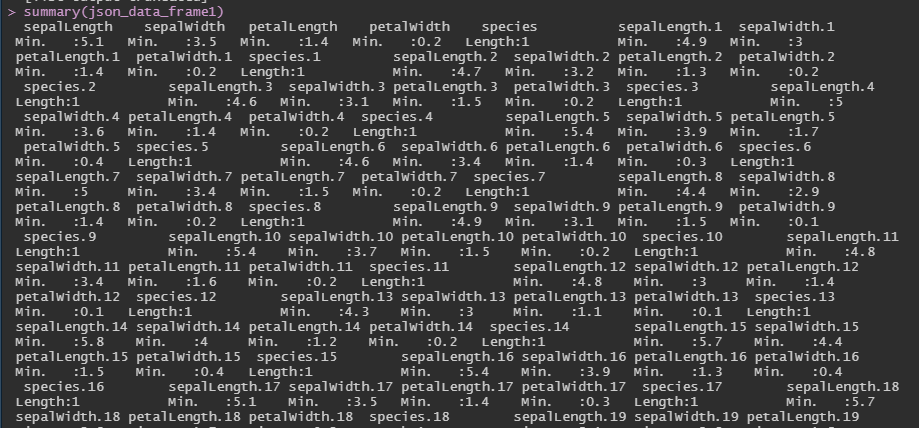 > summary(json_data_frame1)
sepalLength sepalWidth petalLength petalWidth species sepalLength.1 sepalWidth.1
Min. :5.1 Min. :3.5 Min. :1.4 Min. :0.2 Length:1 Min. :4.9 Min. :3
petalLength.1 petalWidth.1 species.1 sepalLength.2 sepalWidth.2 petalLength.2 petalWidth.2
Min. :1.4 Min. :0.2 Length:1 Min. :4.7 Min. :3.2 Min. :1.3 Min. :0.2
species.2 sepalLength.3 sepalWidth.3 petalLength.3 petalWidth.3 species.3 sepalLength.4
Length:1 Min. :4.6 Min. :3.1 Min. :1.5 Min. :0.2 Length:1 Min. :5
sepalWidth.4 petalLength.4 petalWidth.4 species.4 sepalLength.5 sepalWidth.5 petalLength.5
Min. :3.6 Min. :1.4 Min. :0.2 Length:1 Min. :5.4 Min. :3.9 Min. :1.7
petalWidth.5 species.5 sepalLength.6 sepalWidth.6 petalLength.6 petalWidth.6 species.6
Min. :0.4 Length:1 Min. :4.6 Min. :3.4 Min. :1.4 Min. :0.3 Length:1
sepalLength.7 sepalWidth.7 petalLength.7 petalWidth.7 species.7 sepalLength.8 sepalWidth.8
Min. :5 Min. :3.4 Min. :1.5 Min. :0.2 Length:1 Min. :4.4 Min. :2.9
petalLength.8 petalWidth.8 species.8 sepalLength.9 sepalWidth.9 petalLength.9 petalWidth.9
Min. :1.4 Min. :0.2 Length:1 Min. :4.9 Min. :3.1 Min. :1.5 Min. :0.1
species.9 sepalLength.10 sepalWidth.10 petalLength.10 petalWidth.10 species.10 sepalLength.11
Length:1 Min. :5.4 Min. :3.7 Min. :1.5 Min. :0.2 Length:1 Min. :4.8
sepalWidth.11 petalLength.11 petalWidth.11 species.11 sepalLength.12 sepalWidth.12 petalLength.12
Min. :3.4 Min. :1.6 Min. :0.2 Length:1 Min. :4.8 Min. :3 Min. :1.4
petalWidth.12 species.12 sepalLength.13 sepalWidth.13 petalLength.13 petalWidth.13 species.13
Min. :0.1 Length:1 Min. :4.3 Min. :3 Min. :1.1 Min. :0.1 Length:1
sepalLength.14 sepalWidth.14 petalLength.14 petalWidth.14 species.14 sepalLength.15 sepalWidth.15
Min. :5.8 Min. :4 Min. :1.2 Min. :0.2 Length:1 Min. :5.7 Min. :4.4
petalLength.15 petalWidth.15 species.15 sepalLength.16 sepalWidth.16 petalLength.16 petalWidth.16
Min. :1.5 Min. :0.4 Length:1 Min. :5.4 Min. :3.9 Min. :1.3 Min. :0.4
species.16 sepalLength.17 sepalWidth.17 petalLength.17 petalWidth.17 species.17 sepalLength.18
Length:1 Min. :5.1 Min. :3.5 Min. :1.4 Min. :0.3 Length:1 Min. :5.7
sepalWidth.18 petalLength.18 petalWidth.18 species.18 sepalLength.19 sepalWidth.19 petalLength.19